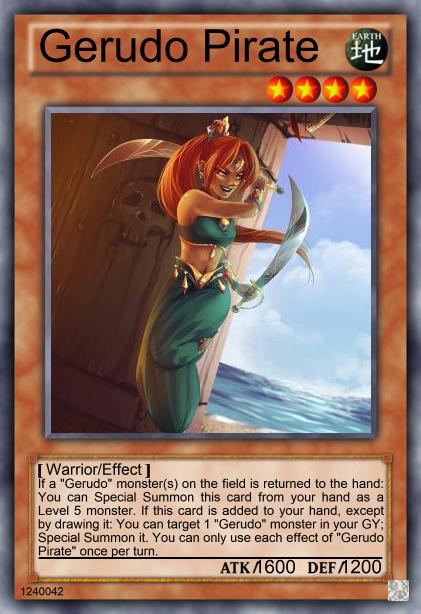 Gerudo Pirate
EARTH
地
[ Warrior/Effect ]
If a "Gerudo" monster(s) on the field is returned to the hand:
You can Special Summon this card from your hand as a
Level 5 monster. If this card is added to your hand, except
by drawing it: You can target 1 "Gerudo" monster in your GY;
Special Summon it. You can only use each effect of "Gerudo
Pirate" once per turn.
ATK/1600 DEF/1200
1240042